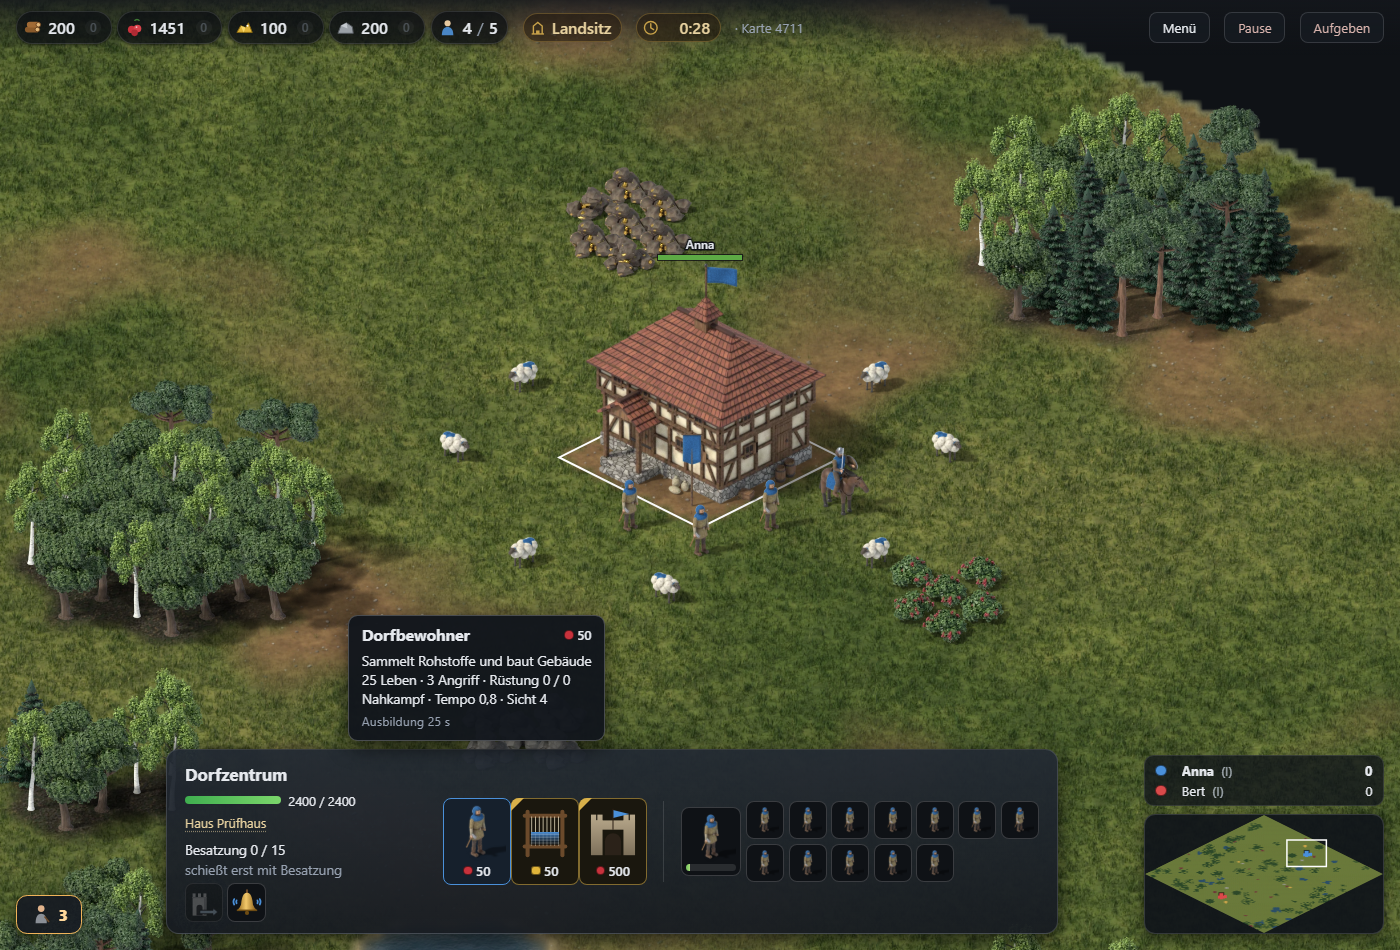 200 0 1451 0 100 0 200 0 4 / 5 Landsitz 0:28 · Karte 4711 Menü Pause Aufgeben
Anna
Dorfbewohner 50
Sammelt Rohstoffe und baut Gebäude
25 Leben · 3 Angriff · Rüstung 0 / 0
Nahkampf · Tempo 0,8 · Sicht 4
Ausbildung 25 s
Dorfzentrum
2400 / 2400
Haus Prüfhaus
Besatzung 0 / 15
schießt erst mit Besatzung
50 50 500
3
Anna (I) 0
Bert (I) 0